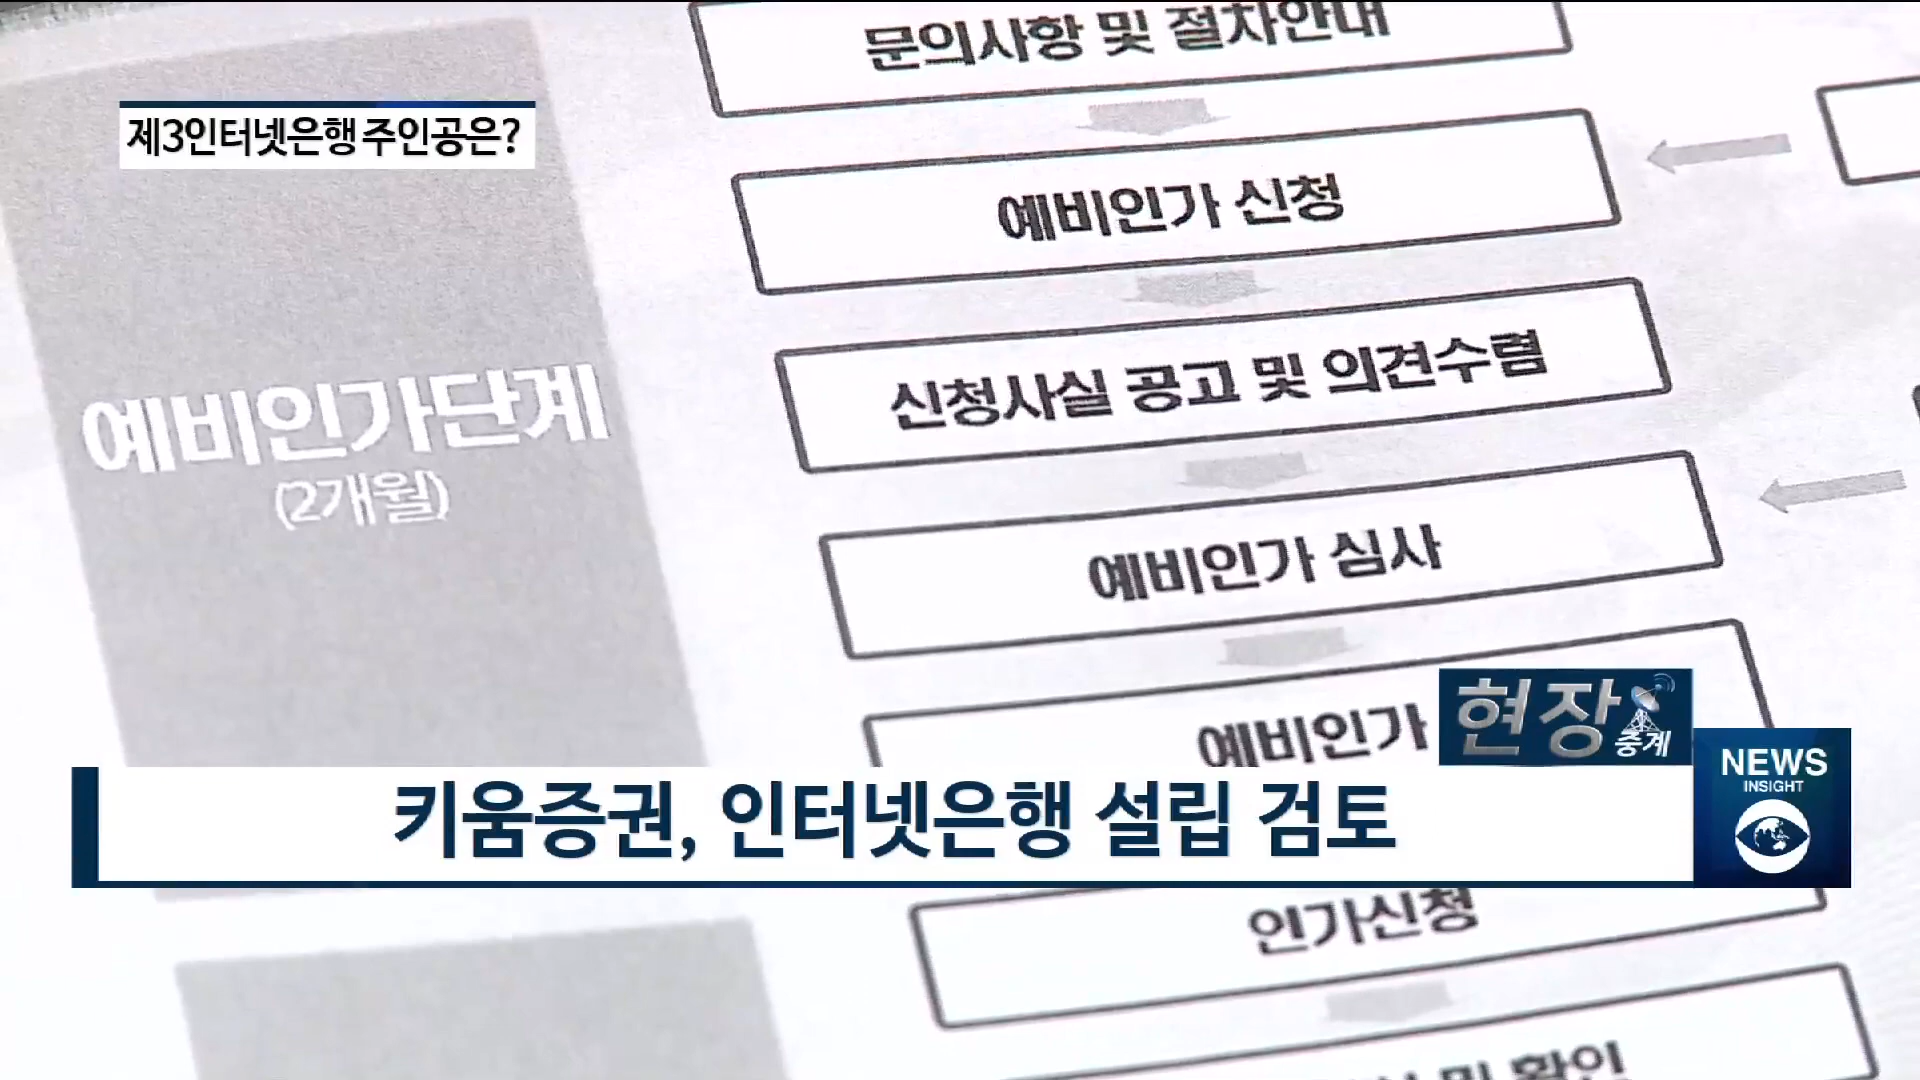 문의사항 및 절차안내
제3인터넷은행 주인공은?
예비인가 신청
신청사실 공고 및 의견수렴
예비인가단계
(2개월)
예비인가 심사
예비인가
현장
중계
NEWS
INSIGHT
키움증권, 인터넷은행 설립 검토
인가신청
및 확인